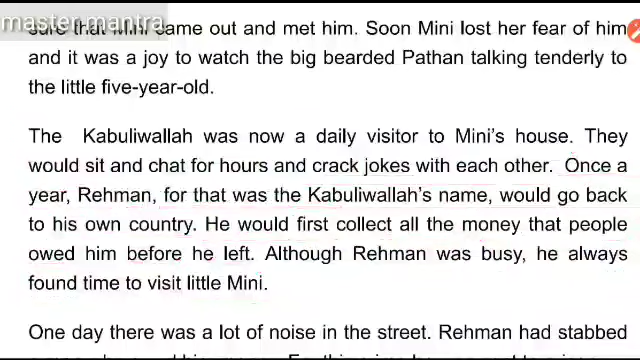 master mantra
sure that Mini came out and met him. Soon Mini lost her fear of him
and it was a joy to watch the big bearded Pathan talking tenderly to
the little five-year-old.
The Kabuliwallah was now a daily visitor to Mini's house. They
would sit and chat for hours and crack jokes with each other. Once a
year, Rehman, for that was the Kabuliwallah's name, would go back
to his own country. He would first collect all the money that people
owed him before he left. Although Rehman was busy, he always
found time to visit little Mini.
One day there was a lot of noise in the street. Rehman had stabbed